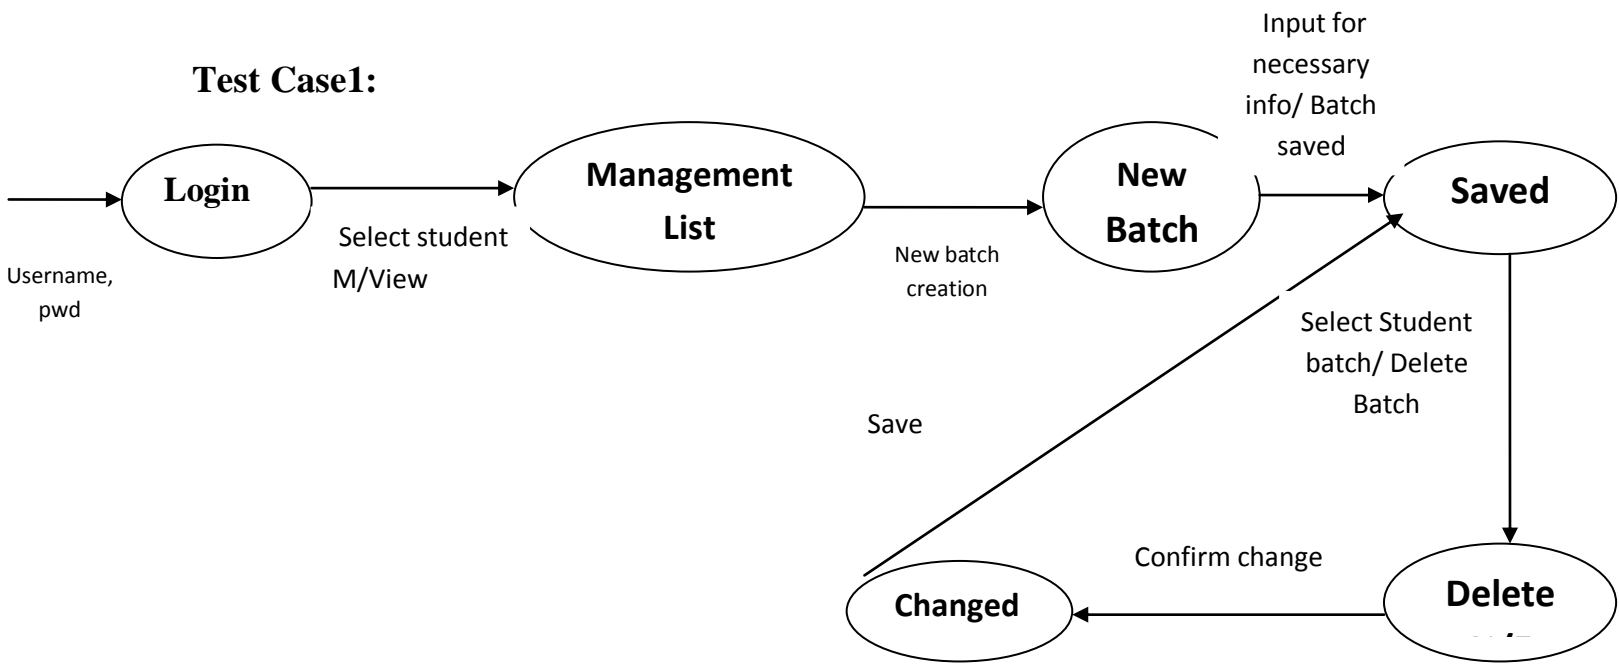 Test Case1:
Input for
necessary
info/ Batch
saved
Login
Management
List
New
Batch
Saved
Select student
M/View
New batch
creation
Username,
pwd
Select Student
batch/ Delete
Batch
Save
Confirm change
Changed
Delete